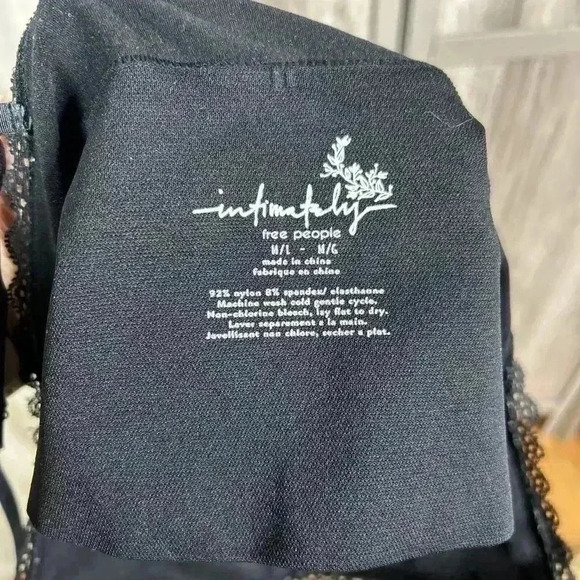 intimately
free people
M/L - M/G
made in china
fabrique en chine
92% nylon 8% spandex/ elasthanne
Machine wash cold gentle cycle.
Non-chlorine bleach, lay flat to dry.
Laver separement a la main.
Javellisant non chlore, secher a plat.